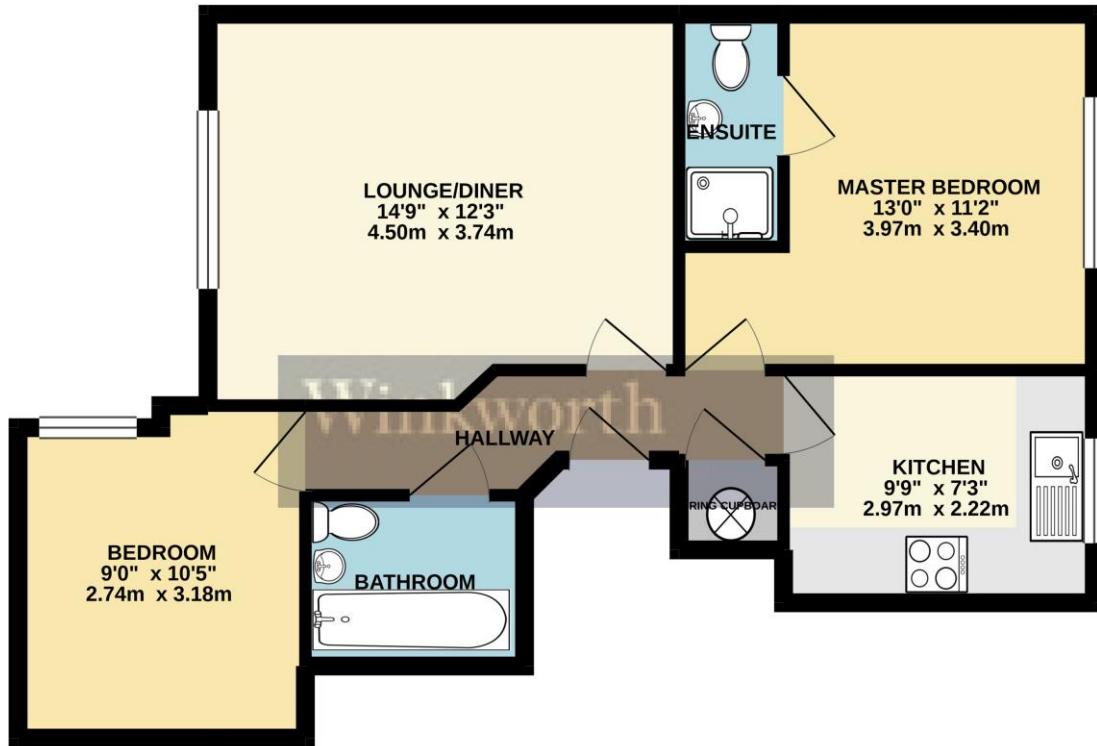 LOUNGE/DINER
14'9" x 12'3"
4.50m x 3.74m
ENSUITE
MASTER BEDROOM
13'0" x 11'2"
3.97m x 3.40m
Winkworth
HALLWAY
KITCHEN
9'9" x 7'3"
2.97m x 2.22m
RING CUPBOAR
BEDROOM
9'0" x 10'5"
2.74m x 3.18m
BATHROOM